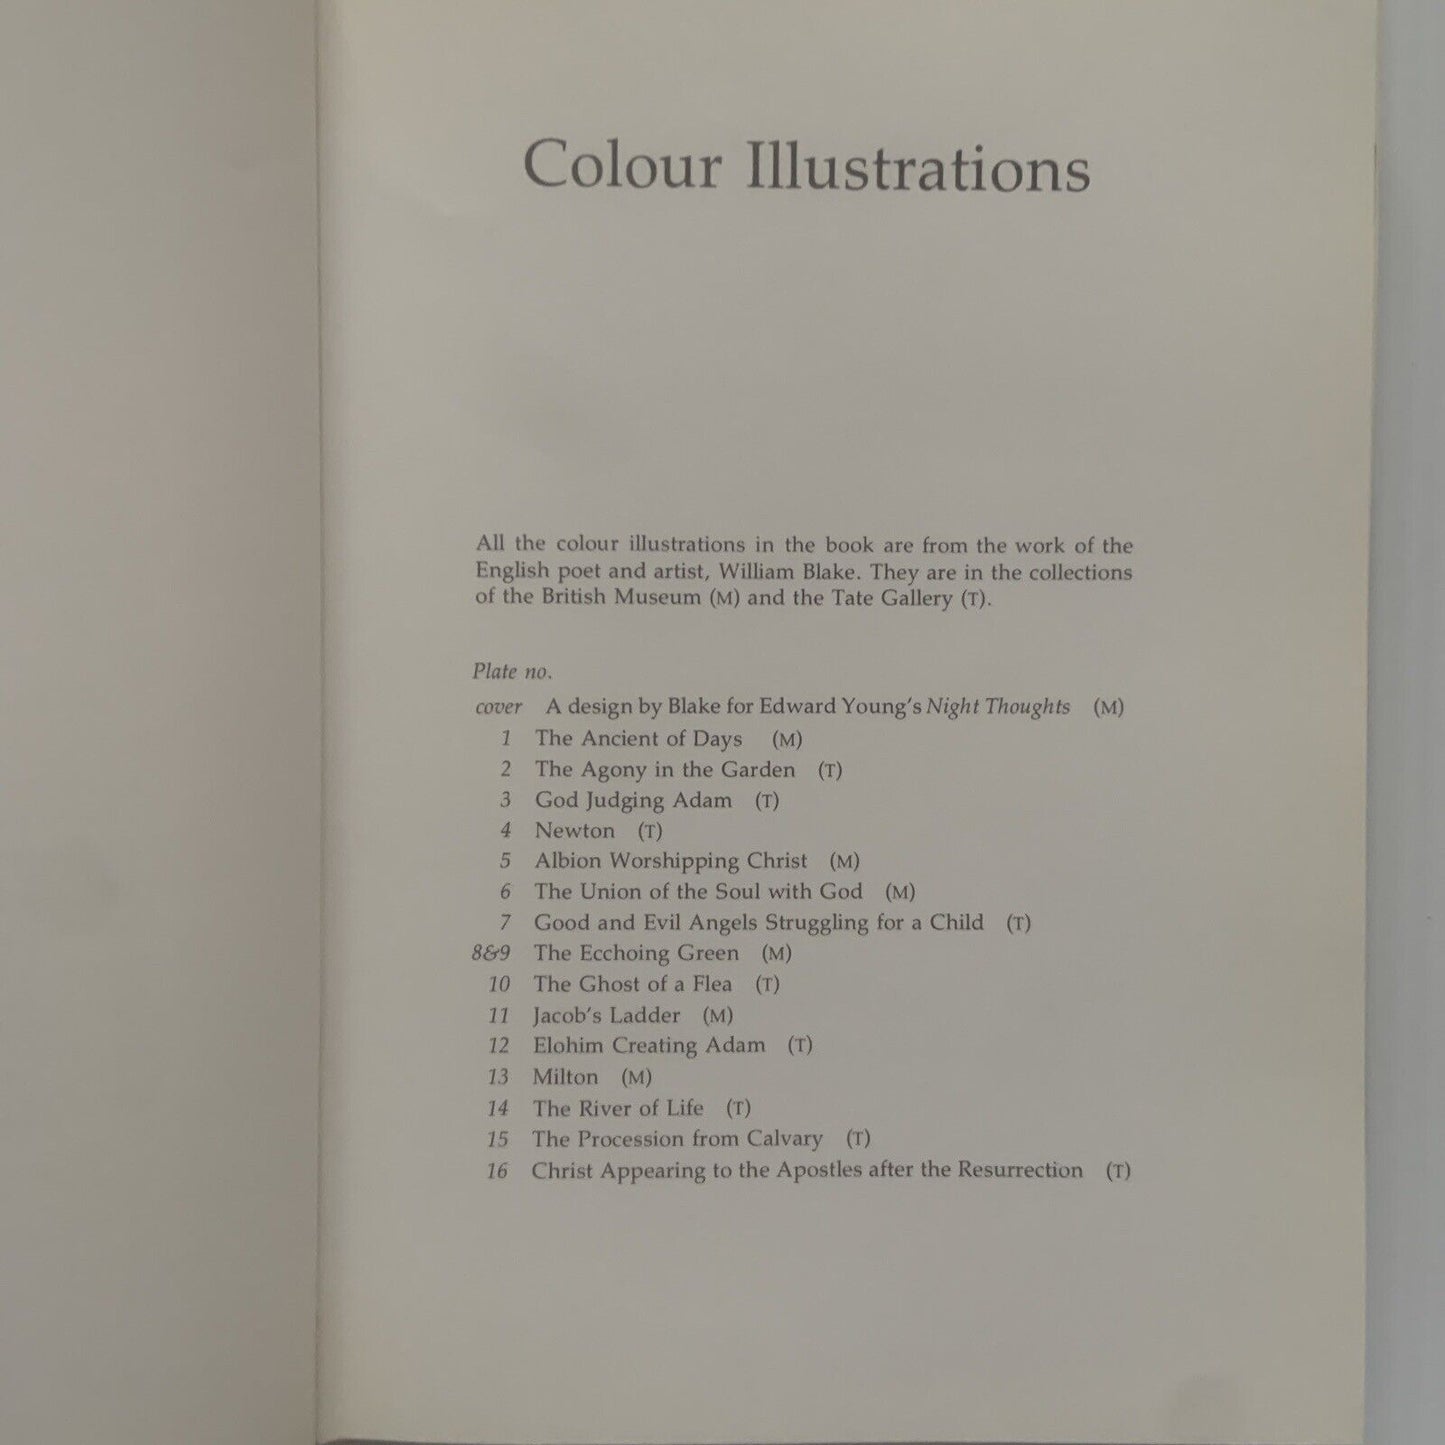 Colour Illustrations
All the colour illustrations in the book are from the work of the
English poet and artist, William Blake. They are in the collections
of the British Museum (M) and the Tate Gallery (T).
Plate no.
cover A design by Blake for Edward Young's Night Thoughts (M)
1 The Ancient of Days (M)
2 The Agony in the Garden (T)
3 God Judging Adam (T)
4 Newton (T)
5 Albion Worshipping Christ (M)
6 The Union of the Soul with God (M)
7 Good and Evil Angels Struggling for a Child (T)
8&9 The Ecchoing Green (M)
10 The Ghost of a Flea (T)
11 Jacob's Ladder (M)
12 Elohim Creating Adam (T)
13 Milton (M)
14 The River of Life (T)
15 The Procession from Calvary (T)
16 Christ Appearing to the Apostles after the Resurrection (T)